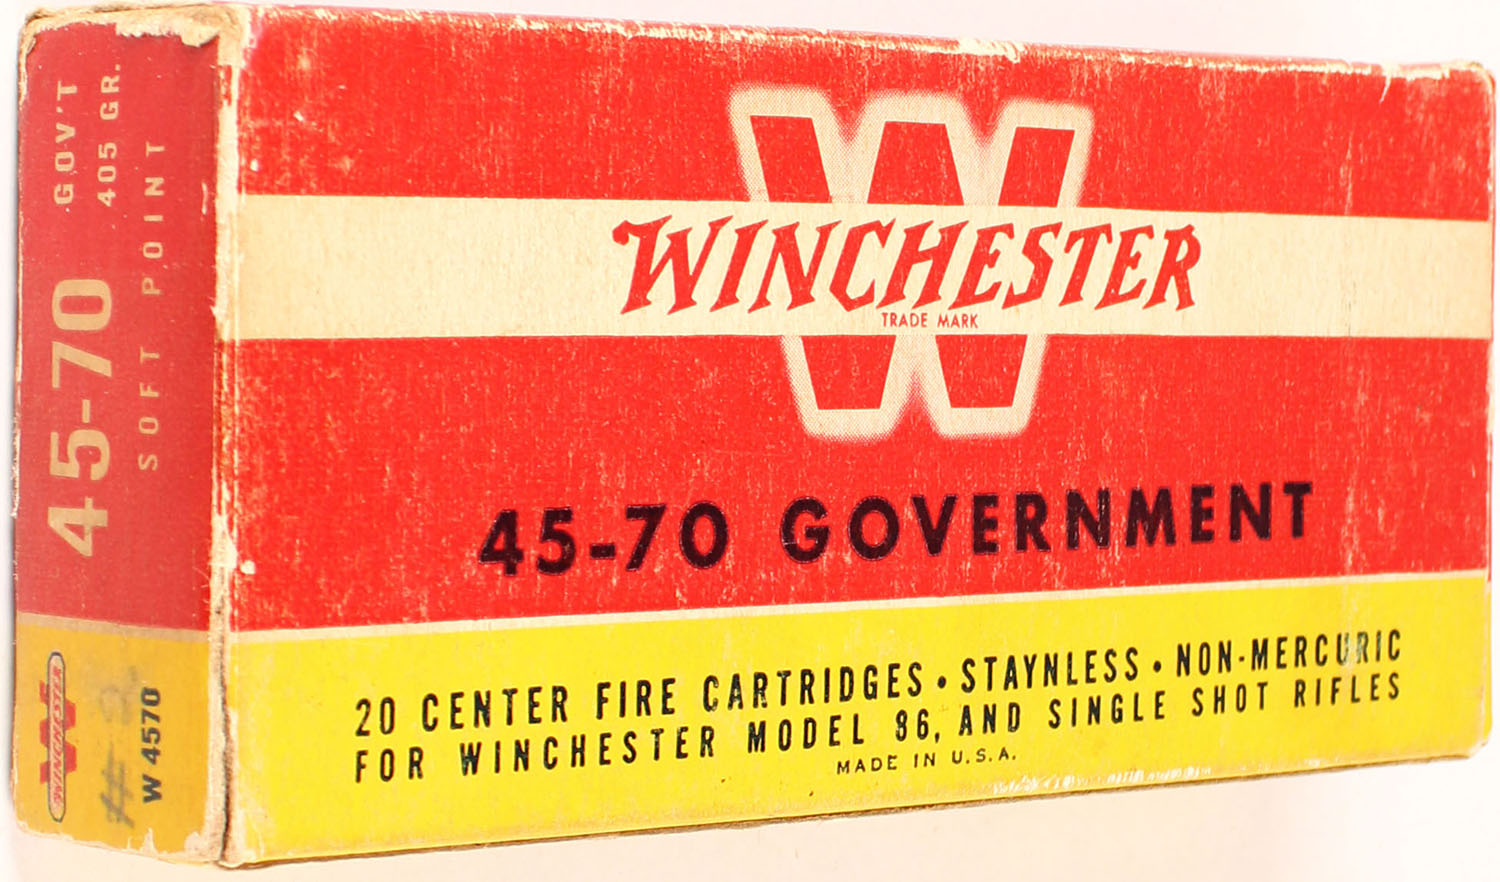 45-70 GOV'T
405 GR.
SOFT POINT
WINCHESTER
W 4570
W
WINCHESTER
TRADE MARK
45-70 GOVERNMENT
20 CENTER FIRE CARTRIDGES • STAYNLESS • NON-MERCURIC
FOR WINCHESTER MODEL 86, AND SINGLE SHOT RIFLES
MADE IN U.S.A.